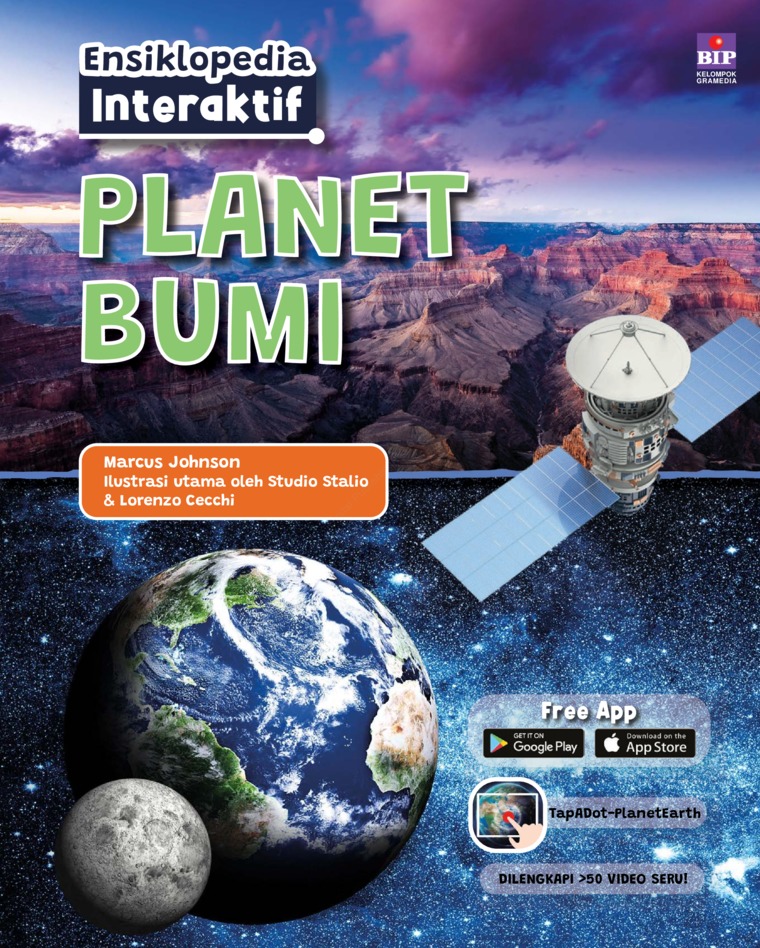 Ensiklopedia
Interaktif
BIP
KELOMPOK
GRAMEDIA
PLANET
BUMI
Marcus Johnson
Ilustrasi utama oleh Studio Stalio
& Lorenzo Cecchi
Free App
GET IT ON
Google Play
Download on the
App Store
TapADot-PlanetEarth
DILENGKAPI >50 VIDEO SERU!